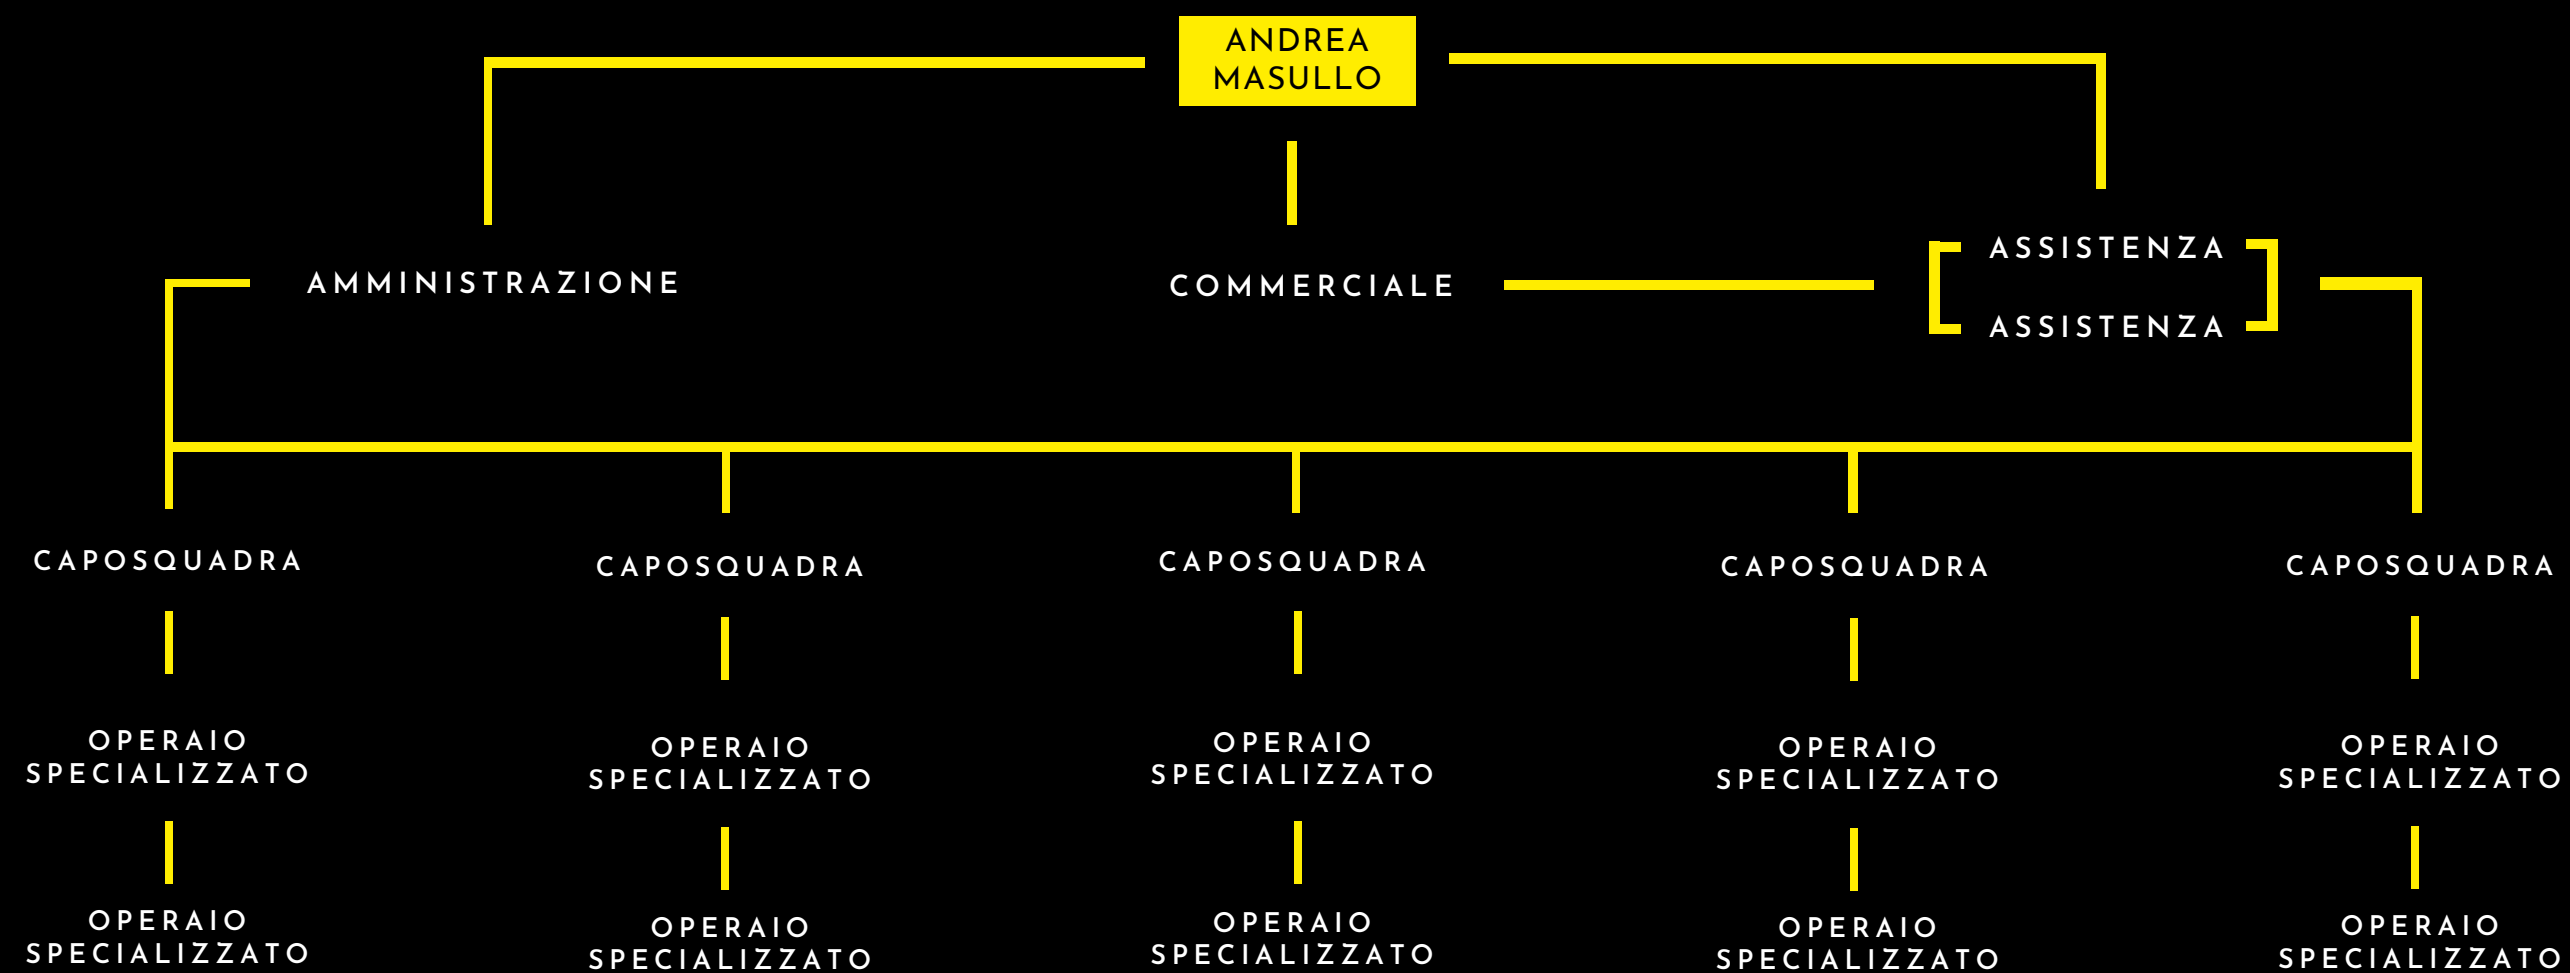 ANDREA
MASULLO
AMMINISTRAZIONE
COMMERCIALE
ASSISTENZA
ASSISTENZA
CAPOSQUADRA
CAPOSQUADRA
CAPOSQUADRA
CAPOSQUADRA
CAPOSQUADRA
OPERAIO
SPECIALIZZATO
OPERAIO
SPECIALIZZATO
OPERAIO
SPECIALIZZATO
OPERAIO
SPECIALIZZATO
OPERAIO
SPECIALIZZATO
OPERAIO
SPECIALIZZATO
OPERAIO
SPECIALIZZATO
OPERAIO
SPECIALIZZATO
OPERAIO
SPECIALIZZATO
OPERAIO
SPECIALIZZATO